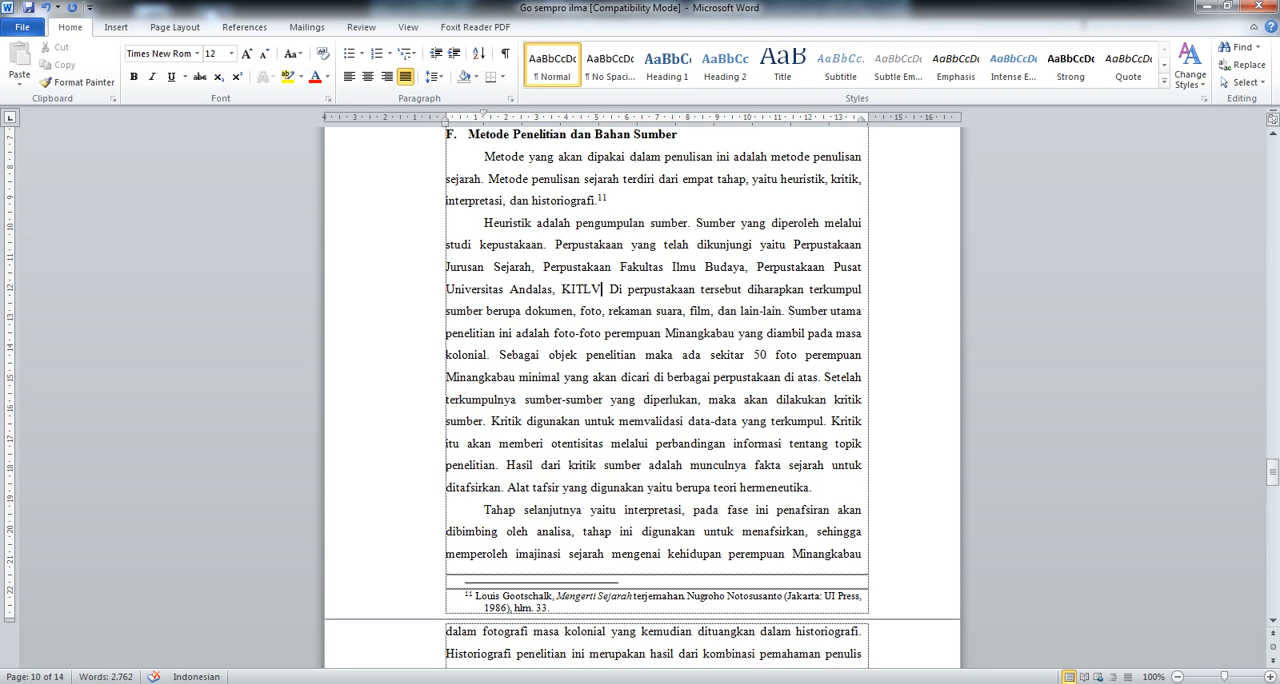 Go sempro ilma [Compatibility Mode] - Microsoft Word
File Home Insert Page Layout References Mailings Review View Foxit Reader PDF
Paste
Cut
Copy
Format Painter
Clipboard
Times New Rom 12
Font
Paragraph
AaBbCcDc AaBbCcDc AaBbC AaBbCc AaB AaBbCc. AaBbCcDc AaBbCcDc AaBbCcDc AaBbCcDc AaBbCcDc
¶ Normal ¶ No Spaci... Heading 1 Heading 2 Title Subtitle Subtle Em... Emphasis Intense E... Strong Quote
Styles
Change Styles
Find
Replace
Select
Editing
F. Metode Penelitian dan Bahan Sumber
Metode yang akan dipakai dalam penulisan ini adalah metode penulisan
sejarah. Metode penulisan sejarah terdiri dari empat tahap, yaitu heuristik, kritik,
interpretasi, dan historiografi.11
Heuristik adalah pengumpulan sumber. Sumber yang diperoleh melalui
studi kepustakaan. Perpustakaan yang telah dikunjungi yaitu Perpustakaan
Jurusan Sejarah, Perpustakaan Fakultas Ilmu Budaya, Perpustakaan Pusat
Universitas Andalas, KITLV Di perpustakaan tersebut diharapkan terkumpul
sumber berupa dokumen, foto, rekaman suara, film, dan lain-lain. Sumber utama
penelitian ini adalah foto-foto perempuan Minangkabau yang diambil pada masa
kolonial. Sebagai objek penelitian maka ada sekitar 50 foto perempuan
Minangkabau minimal yang akan dicari di berbagai perpustakaan di atas. Setelah
terkumpulnya sumber-sumber yang diperlukan, maka akan dilakukan kritik
sumber. Kritik digunakan untuk memvalidasi data-data yang terkumpul. Kritik
itu akan memberi otentisitas melalui perbandingan informasi tentang topik
penelitian. Hasil dari kritik sumber adalah munculnya fakta sejarah untuk
ditafsirkan. Alat tafsir yang digunakan yaitu berupa teori hermeneutika.
Tahap selanjutnya yaitu interpretasi, pada fase ini penafsiran akan
dibimbing oleh analisa, tahap ini digunakan untuk menafsirkan, sehingga
memperoleh imajinasi sejarah mengenai kehidupan perempuan Minangkabau
11 Louis Gootschalk, Mengerti Sejarah terjemahan. Nugroho Notosusanto (Jakarta: UI Press,
1986), hlm. 33.
dalam fotografi masa kolonial yang kemudian dituangkan dalam historiografi.
Historiografi penelitian ini merupakan hasil dari kombinasi pemahaman penulis
Page: 10 of 14 Words: 2.762 Indonesian 100%